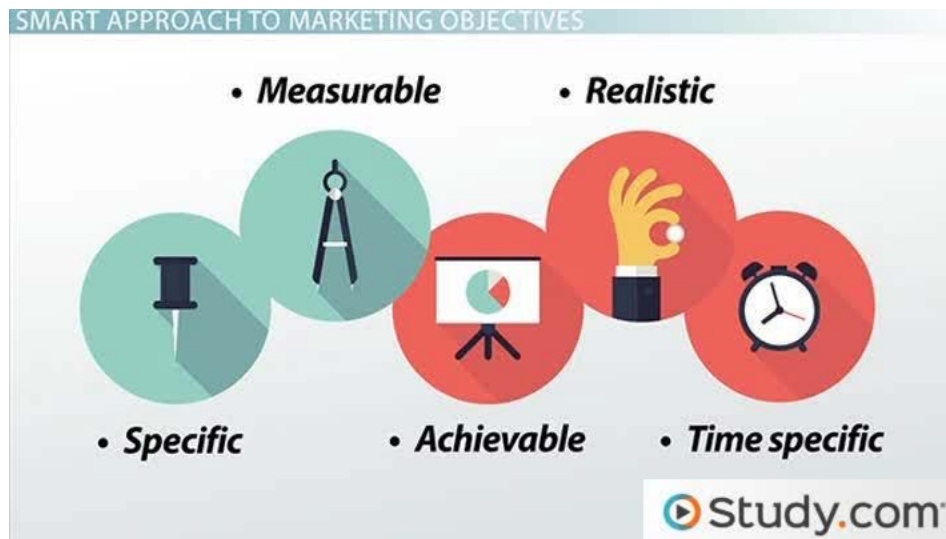 SMART APPROACH TO MARKETING OBJECTIVES
• Measurable
• Realistic
• Specific
• Achievable
• Time specific
Study.com